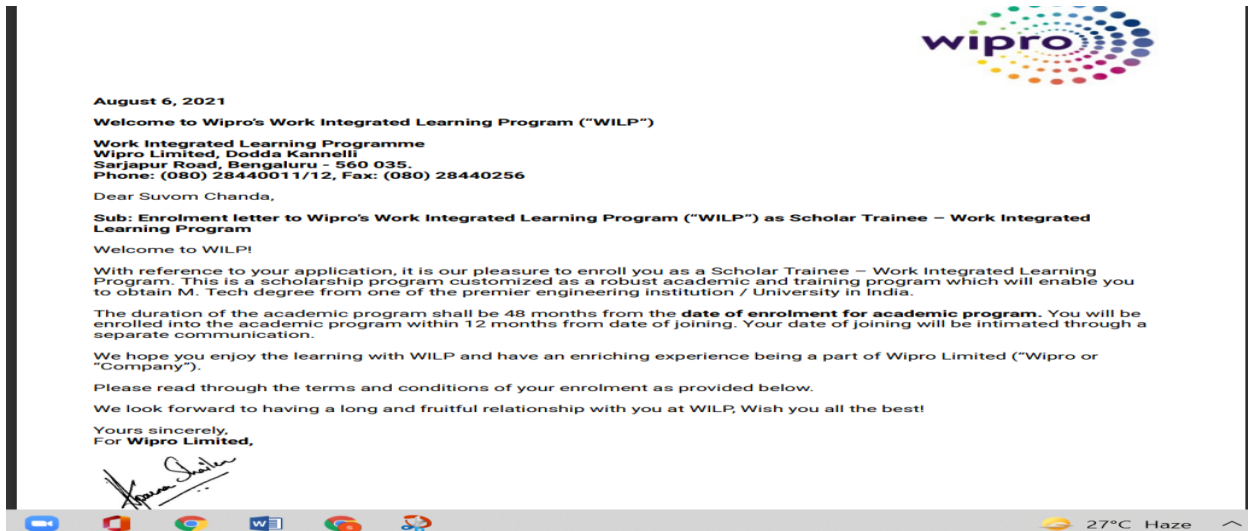 wipro
August 6, 2021
Welcome to Wipro’s Work Integrated Learning Program (“WILP”)
Work Integrated Learning Programme
Wipro Limited, Dodda Kannelli
Sarjapur Road, Bengaluru - 560 035.
Phone: (080) 28440011/12, Fax: (080) 28440256
Dear Suvom Chanda,
Sub: Enrolment letter to Wipro’s Work Integrated Learning Program (“WILP”) as Scholar Trainee – Work Integrated
Learning Program
Welcome to WILP!
With reference to your application, it is our pleasure to enroll you as a Scholar Trainee – Work Integrated Learning
Program. This is a scholarship program customized as a robust academic and training program which will enable you
to obtain M. Tech degree from one of the premier engineering institution / University in India.
The duration of the academic program shall be 48 months from the date of enrolment for academic program. You will be
enrolled into the academic program within 12 months from date of joining. Your date of joining will be intimated through a
separate communication.
We hope you enjoy the learning with WILP and have an enriching experience being a part of Wipro Limited (“Wipro or
“Company”).
Please read through the terms and conditions of your enrolment as provided below.
We look forward to having a long and fruitful relationship with you at WILP, Wish you all the best!
Yours sincerely,
For Wipro Limited,
27°C Haze